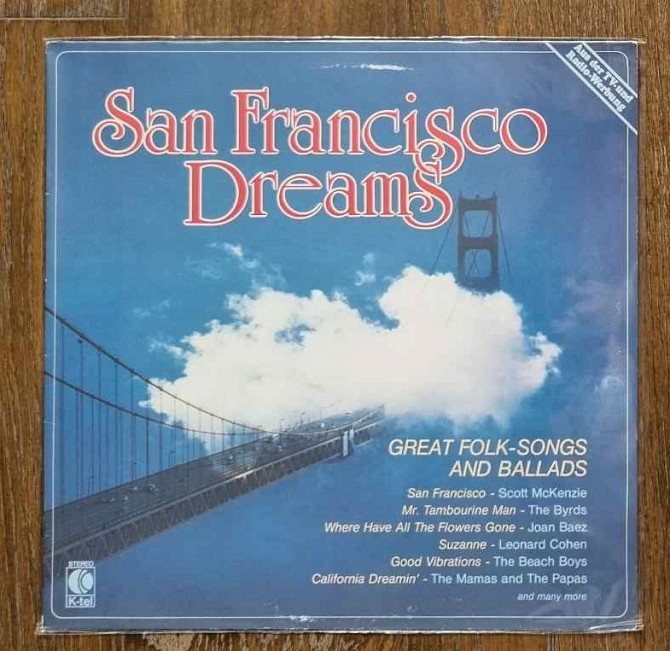 Aus der TV- und
Radio-Werbung
San Francisco
Dreams
GREAT FOLK-SONGS
AND BALLADS
San Francisco - Scott McKenzie
Mr. Tambourine Man - The Byrds
Where Have All The Flowers Gone - Joan Baez
Suzanne - Leonard Cohen
Good Vibrations - The Beach Boys
California Dreamin' - The Mamas and The Papas
and many more
STEREO
K-tel